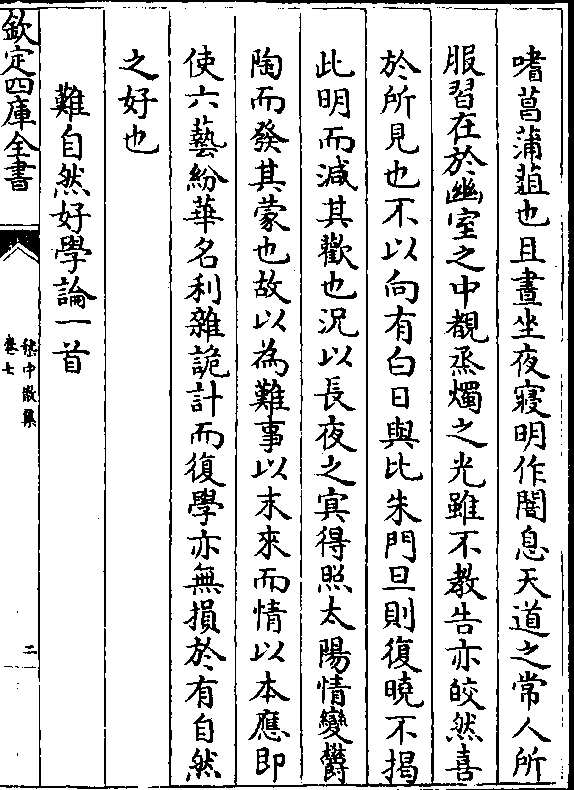 嗜菖蒲葅也且晝坐夜寢明作闇息天道之常人所
服習在於幽室之中覩烝燭之光雖不教告亦皎然喜
於所見也不以向有白日與比朱門旦則復曉不揭
此明而減其歡也況以長夜之冥得照太陽情變鬱
陶而發其蒙也故以為難事以末來而情以本應即
使六藝紛華名利雜詭計而復學亦無損於有自然
之好也
難自然好學論一首
欽定四庫全書
嵇中散集
卷七
二